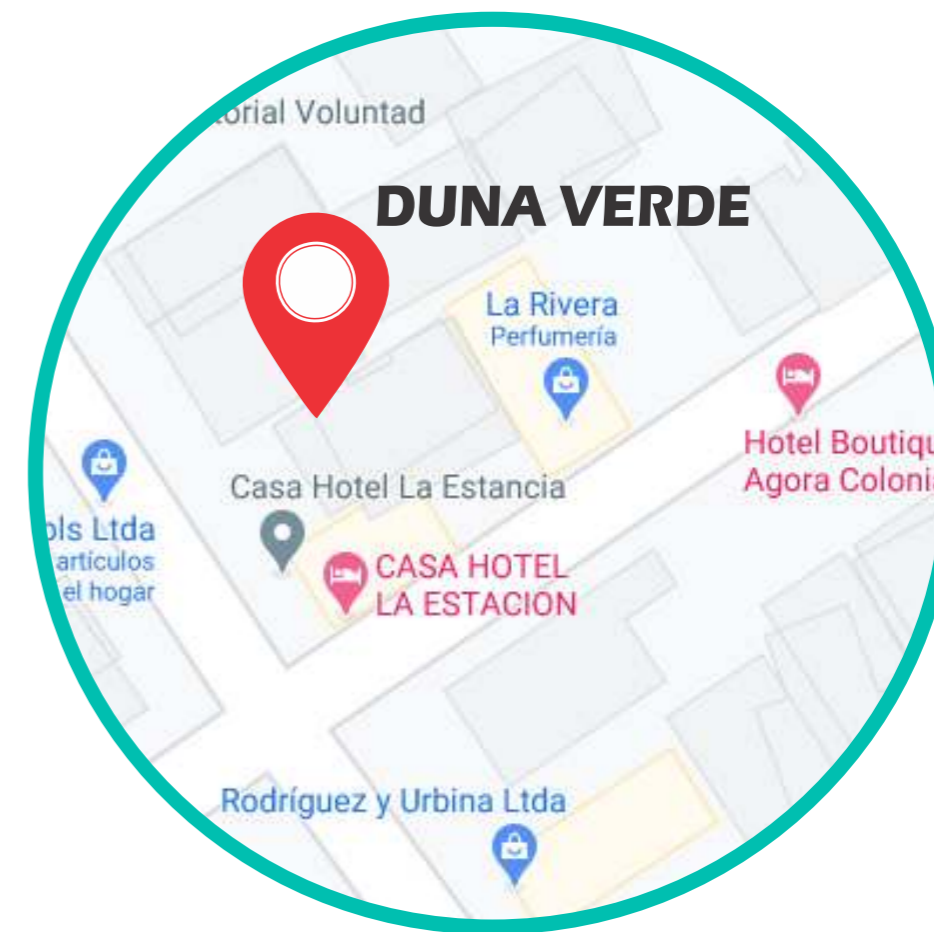 orial Voluntad
DUNA VERDE
La Rivera
Perfumería
Hotel Boutiqu
Agora Coloni
Casa Hotel La Estancia
ols Ltda
artículos
el hogar
CASA HOTEL
LA ESTACION
Rodríguez y Urbina Ltda